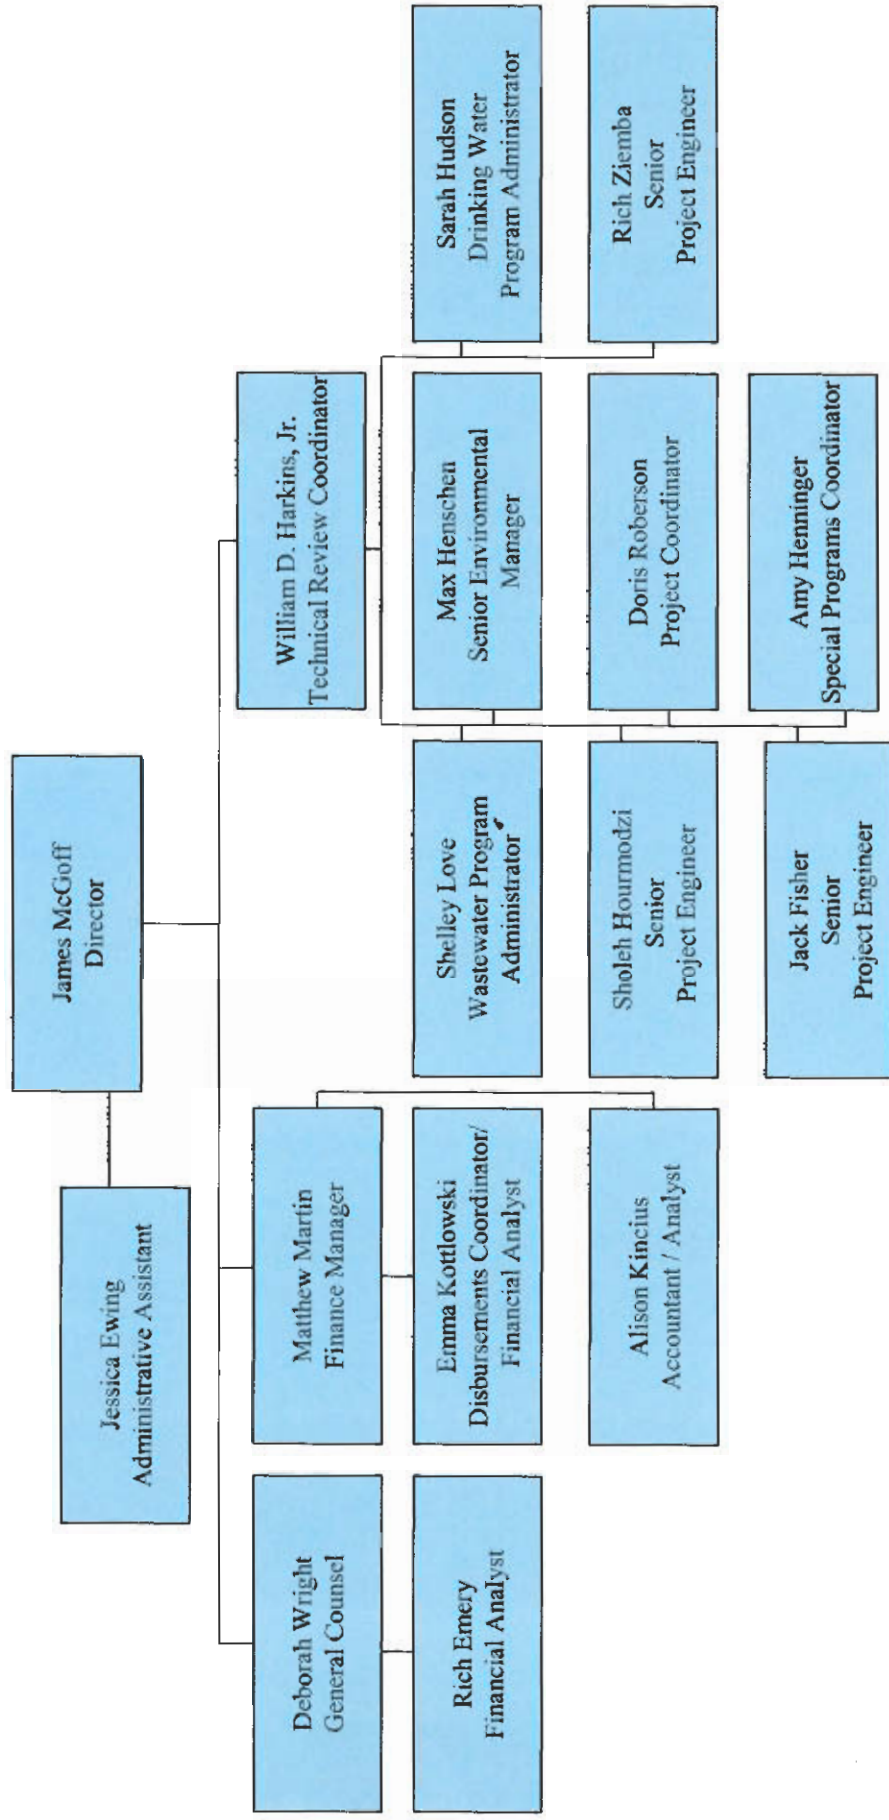 James McGoff
Director
Jessica Ewing
Administrative Assistant
Deborah Wright
General Counsel
Matthew Martin
Finance Manager
William D. Harkins, Jr.
Technical Review Coordinator
Rich Emery
Financial Analyst
Emma Kottlowski
Disbursements Coordinator/
Financial Analyst
Shelley Love
Wastewater Program
Administrator
Max Henschen
Senior Environmental
Manager
Sarah Hudson
Drinking Water
Program Administrator
Alison Kincius
Accountant / Analyst
Sholeh Hourmodzi
Senior
Project Engineer
Doris Roberson
Project Coordinator
Rich Ziemba
Senior
Project Engineer
Jack Fisher
Senior
Project Engineer
Amy Henninger
Special Programs Coordinator